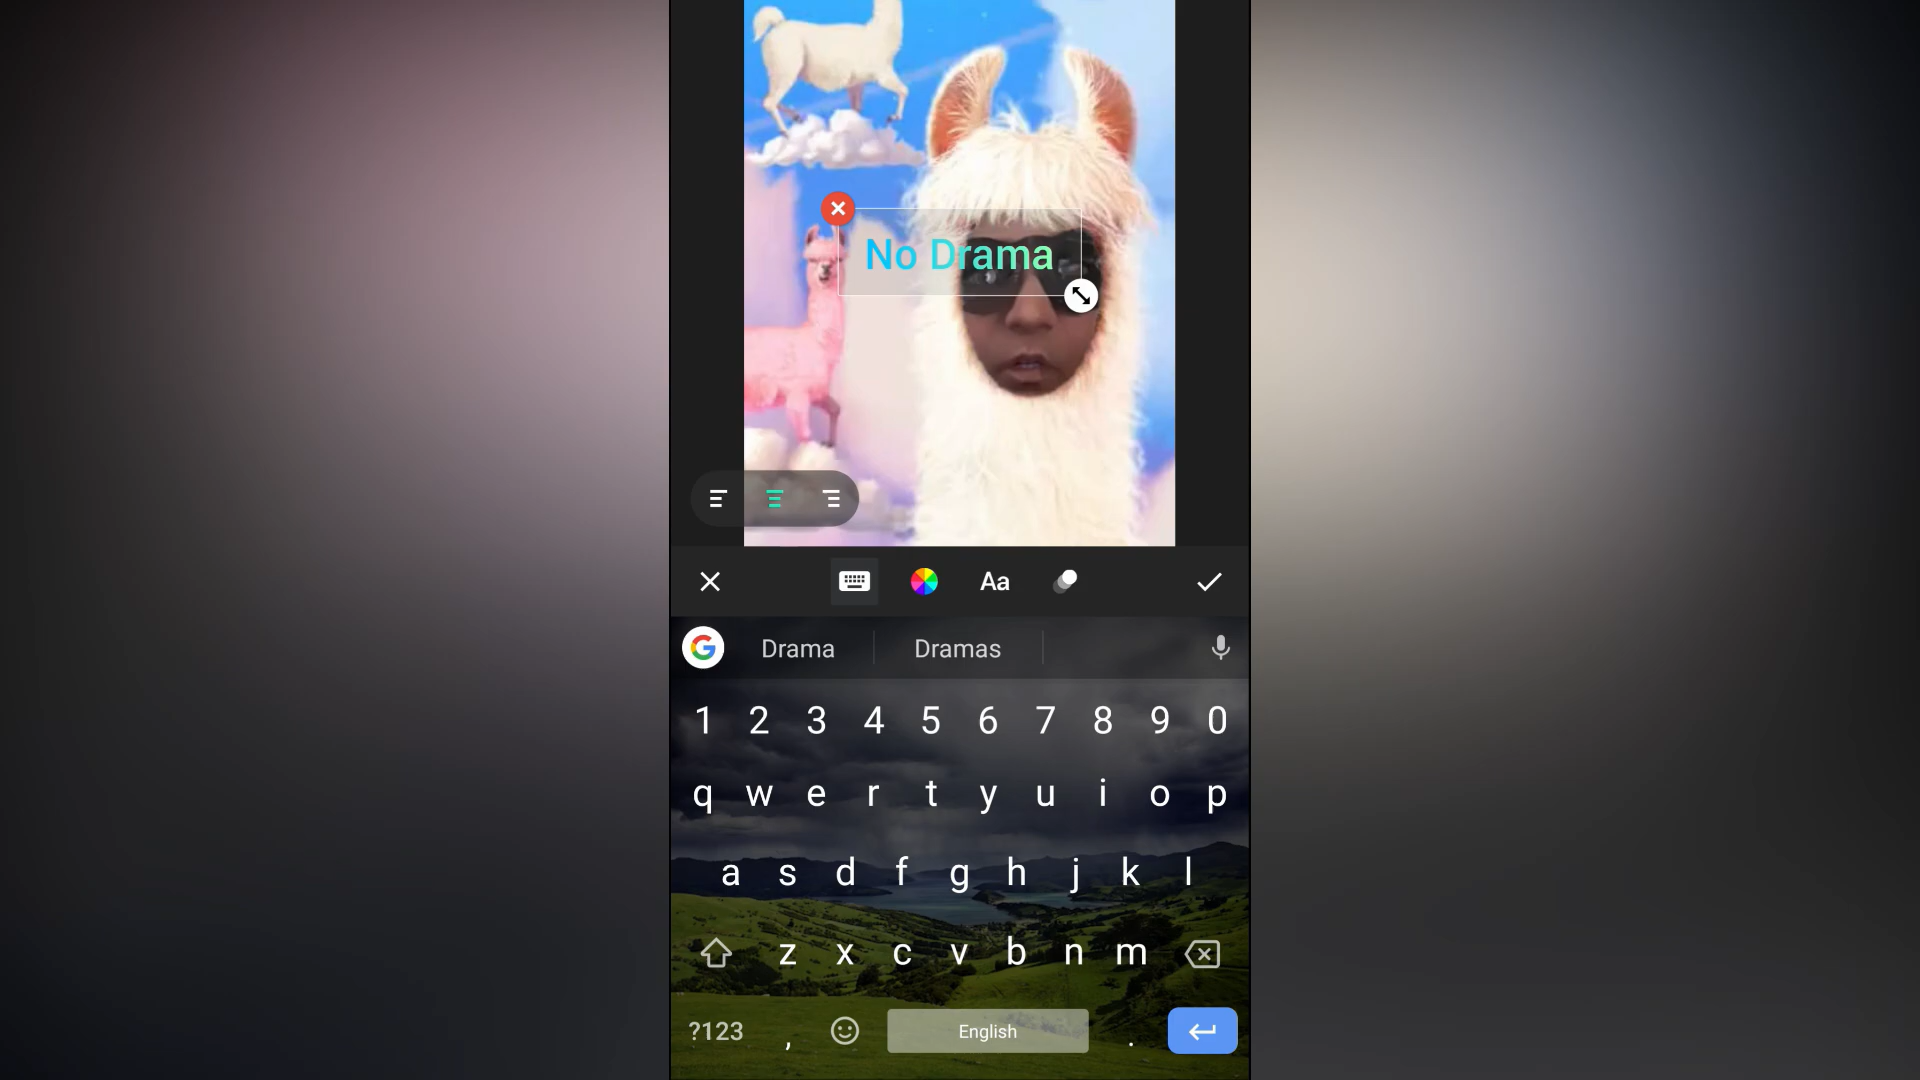 No Drama
Aa
Drama Dramas
1 2 3 4 5 6 7 8 9 0
q w e r t y u i o p
a s d f g h j k l
z x c v b n m
?123 , English .